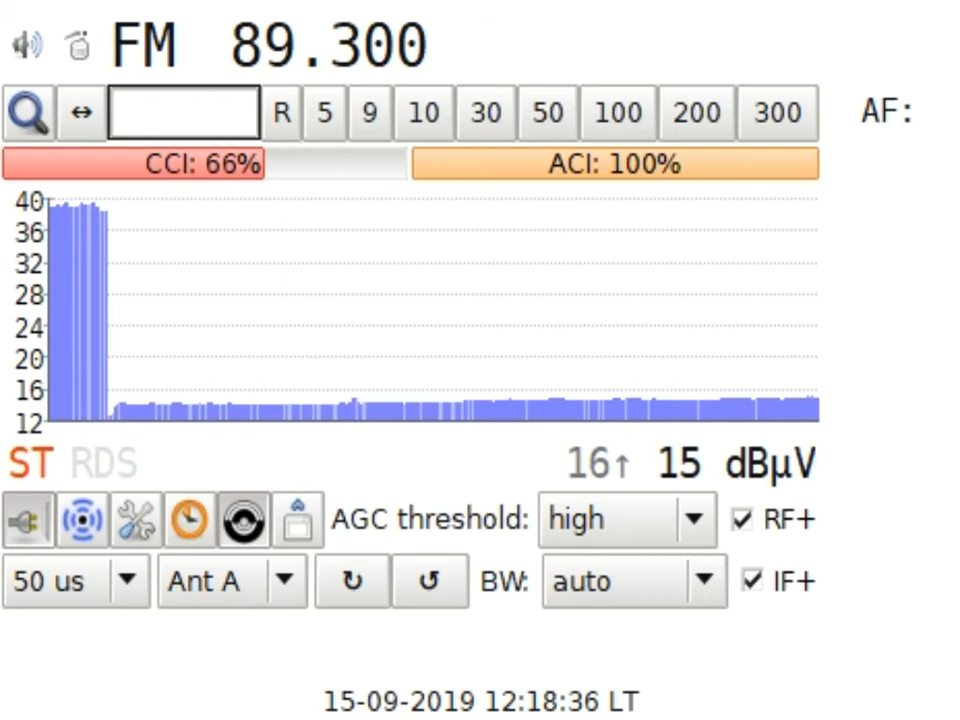 FM 89.300
R 5 9 10 30 50 100 200 300 AF:
CCI: 66% ACI: 100%
40
36
32
28
24
20
16
12
ST RDS 16↑ 15 dBµV
AGC threshold: high RF+
50 us Ant A ↻ ↺ BW: auto IF+
15-09-2019 12:18:36 LT